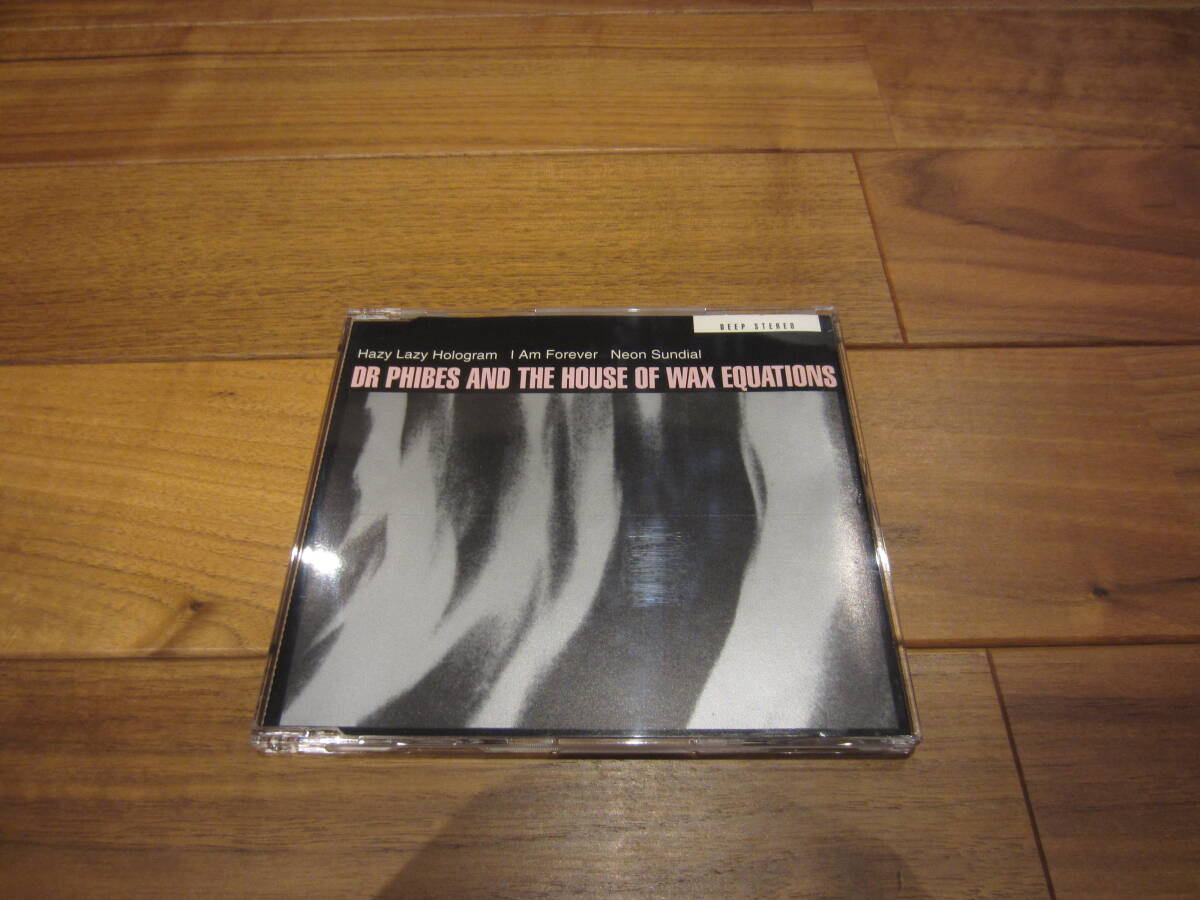 DEEP STEREO
Hazy Lazy Hologram I Am Forever Neon Sundial
DR PHIBES AND THE HOUSE OF WAX EQUATIONS